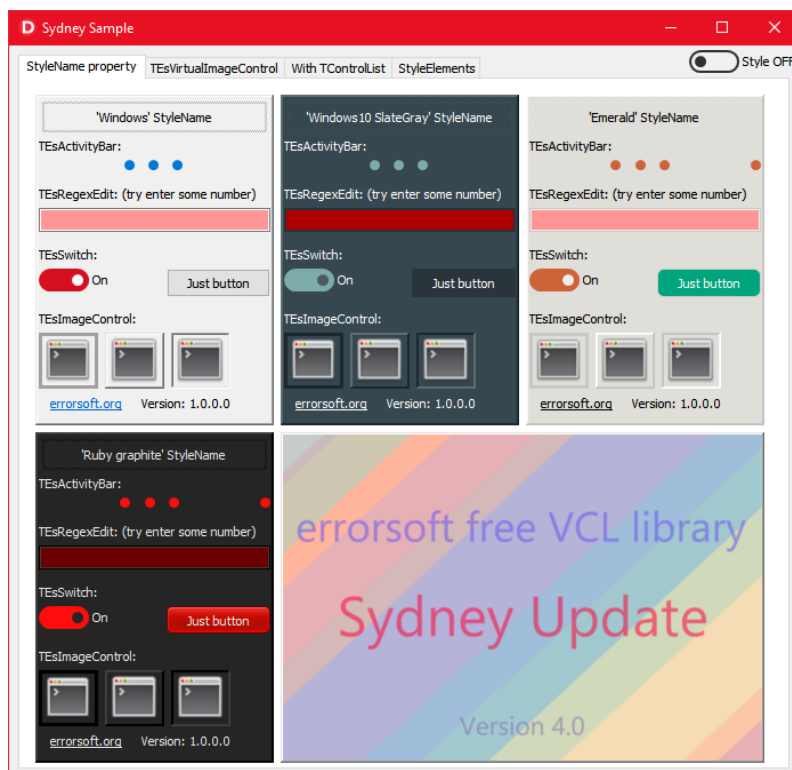 D Sydney Sample
StyleName property TEsVirtualImageControl With TControlList StyleElements Style OFF
'Windows' StyleName
TEsActivityBar:
TEsRegexEdit: (try enter some number)
TEsSwitch:
On Just button
TEsImageControl:
errorsoft.org Version: 1.0.0.0
'Windows10 SlateGray' StyleName
TEsActivityBar:
TEsRegexEdit: (try enter some number)
TEsSwitch:
On Just button
TEsImageControl:
errorsoft.org Version: 1.0.0.0
'Emerald' StyleName
TEsActivityBar:
TEsRegexEdit: (try enter some number)
TEsSwitch:
On Just button
TEsImageControl:
errorsoft.org Version: 1.0.0.0
'Ruby graphite' StyleName
TEsActivityBar:
TEsRegexEdit: (try enter some number)
TEsSwitch:
On Just button
TEsImageControl:
errorsoft.org Version: 1.0.0.0
errorsoft free VCL library
Sydney Update
Version 4.0